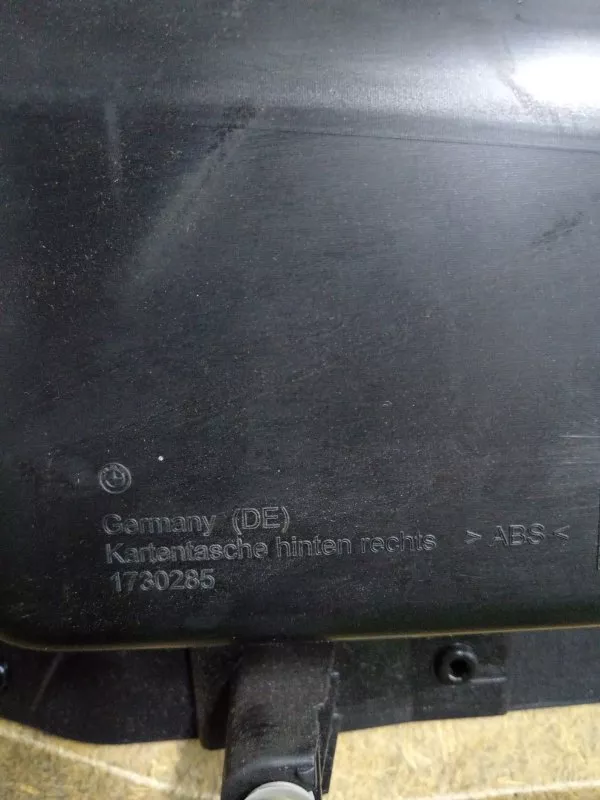 Germany (DE)
Kartentasche hinten rechts > ABS <
1730285